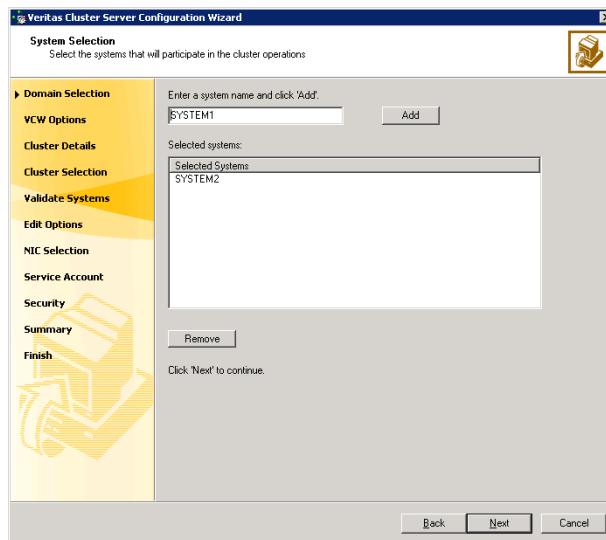 Veritas Cluster Server Configuration Wizard
System Selection
Select the systems that will participate in the cluster operations
Domain Selection
VCW Options
Cluster Details
Cluster Selection
Validate Systems
Edit Options
NIC Selection
Service Account
Security
Summary
Finish
Enter a system name and click 'Add'.
SYSTEM1
Add
Selected systems:
Selected Systems
SYSTEM2
Remove
Click 'Next' to continue.
Back
Next
Cancel